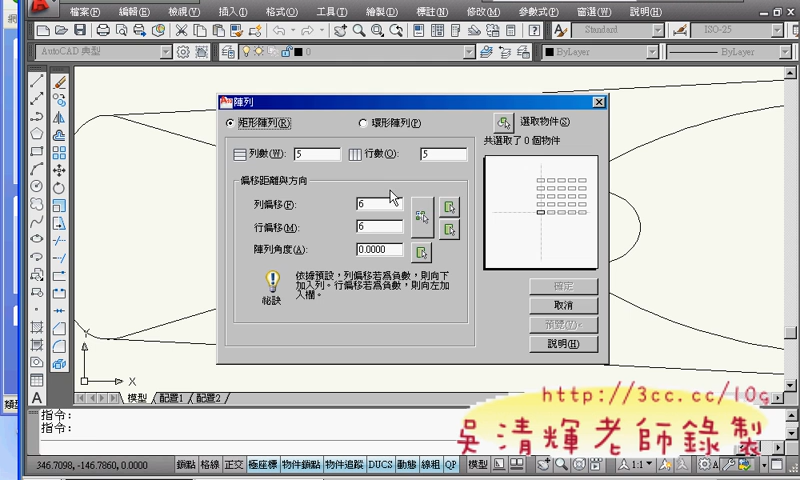 檔案(F) 編輯(E) 檢視(V) 插入(I) 格式(O) 工具(T) 繪製(D) 標註(N) 修改(M) 參數式(P) 窗選(W) 說明(H)
Standard ISO-25
AutoCAD 典型 0 ByLayer ByLayer
陣列
矩形陣列(R) 環形陣列(P) 選取物件(S)
共選取了 0 個物件
列數(W): 5 行數(O): 5
偏移距離與方向
列偏移(F): 6
行偏移(M): 6
陣列角度(A): 0.0000
依據預設，列偏移若為負數，則向下
加入列。行偏移若為負數，則向左加
入欄。
祕訣
確定
取消
預覽(V)<
說明(H)
Y
X
A
模型 配置1 配置2
指令:
指令:
http://3cc.cc/10g
吳清輝老師錄製
346.7098, -146.7860, 0.0000 鎖點 格線 正交 極座標 物件鎖點 物件追蹤 DUCS 動態 線粗 QP 模型 1:1